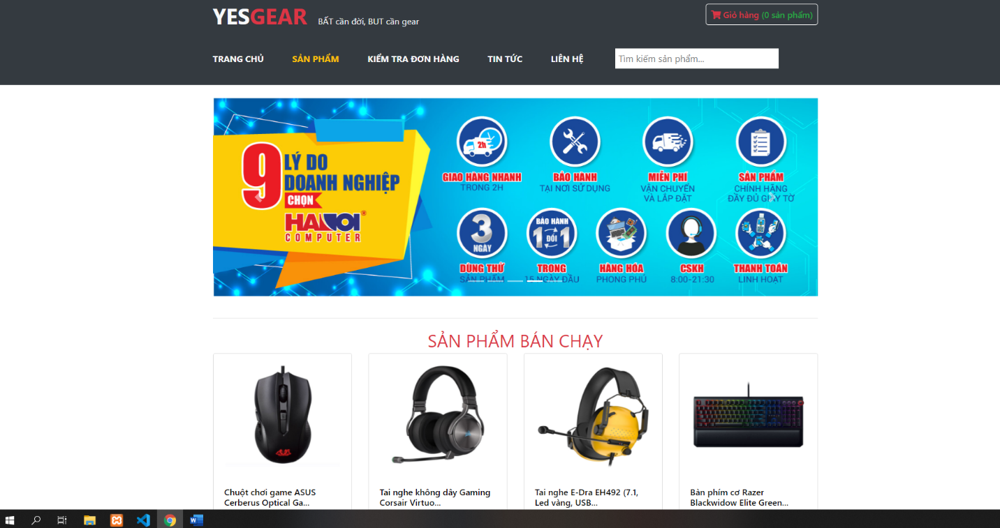 YESGEAR
BẤT cần đời, BUT cần gear
Giỏ hàng (0 sản phẩm)
TRANG CHỦ
SẢN PHẨM
KIỂM TRA ĐƠN HÀNG
TIN TỨC
LIÊN HỆ
Tìm kiếm sản phẩm...
9 LÝ DO
DOANH NGHIỆP
CHỌN
HANOI®
COMPUTER
2h
GIAO HÀNG NHANH
TRONG 2H
BẢO HÀNH
TẠI NƠI SỬ DỤNG
MIỄN PHÍ
VẬN CHUYỂN
VÀ LẮP ĐẶT
SẢN PHẨM
CHÍNH HÃNG
ĐẦY ĐỦ GIẤY TỜ
3
NGÀY
DÙNG THỬ
SẢN PHẨM
BẢO HÀNH
1 ĐỔI 1
TRONG
15 NGÀY ĐẦU
HÀNG HÓA
PHONG PHÚ
CSKH
8:00-21:30
THANH TOÁN
LINH HOẠT
SẢN PHẨM BÁN CHẠY
Chuột chơi game ASUS
Cerberus Optical Ga...
Tai nghe không dây Gaming
Corsair Virtuo...
Tai nghe E-Dra EH492 (7.1,
Led vàng, USB...
Bàn phím cơ Razer
Blackwidow Elite Green...